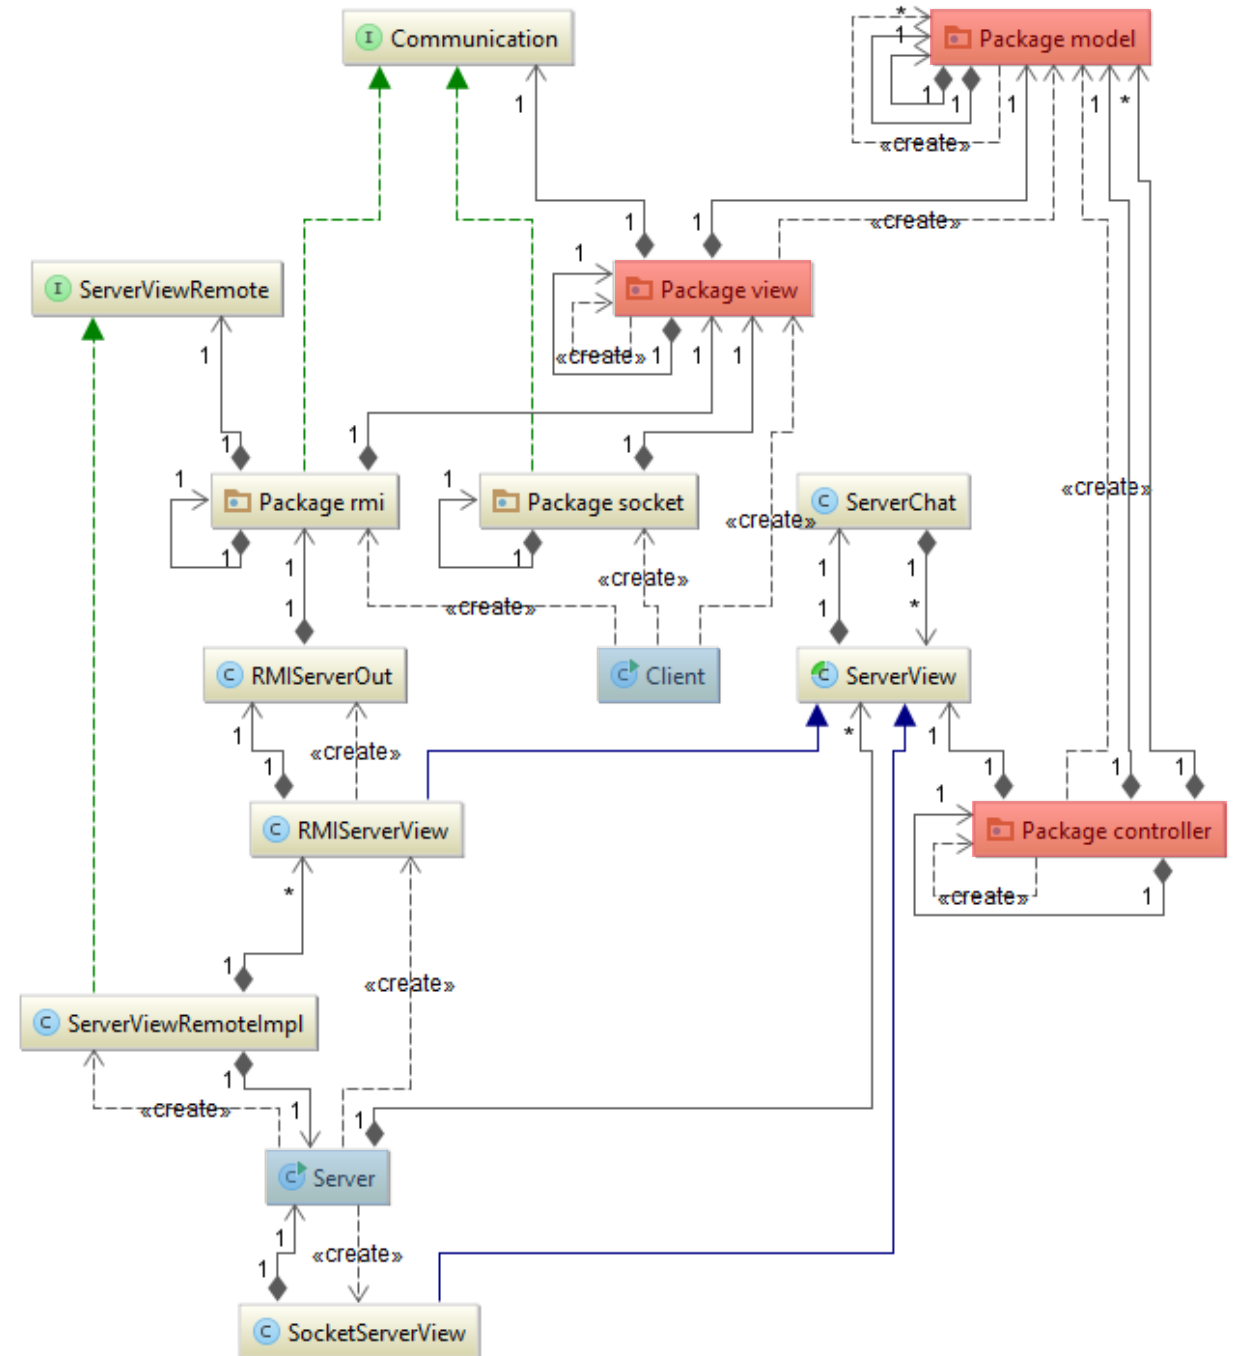 I Communication
* Package model
1
1 1 1 1 *
1
«create»
1 1 «create»
I ServerViewRemote
1
Package view
1
«create» 1 1 1
1 1
1 1
Package rmi
Package socket
C ServerChat
«create»
«create»
1 1
1 «create» 1 1
«create»
1 1 *
C RMIServerOut
C Client
C ServerView
1 «create» * 1
1 1 1 1
C RMIServerView
1
Package controller
* «create» 1
1 «create»
C ServerViewRemoteImpl
1
«create» 1 1
C Server
1 «create»
1
C SocketServerView